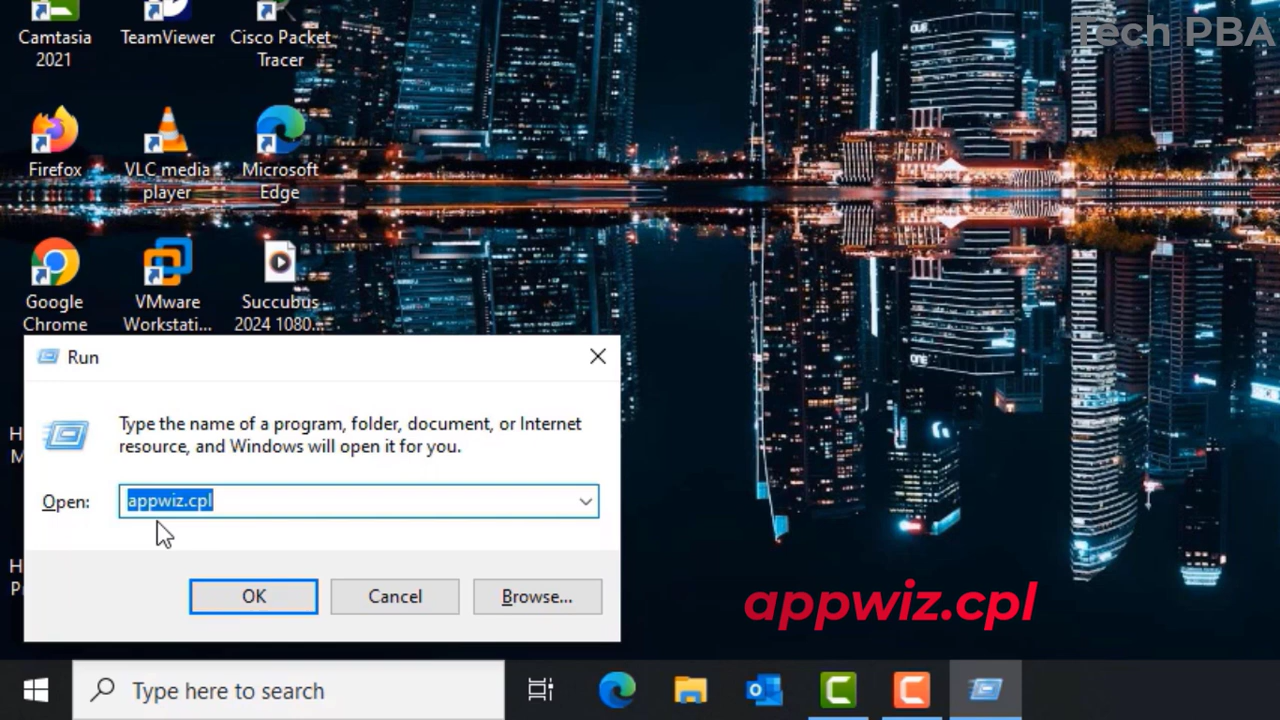 Tech PBA
Camtasia
2021
TeamViewer
Cisco Packet
Tracer
Firefox
VLC media
player
Microsoft
Edge
Google
Chrome
VMware
Workstati...
Succubus
2024 1080...
Run
Type the name of a program, folder, document, or Internet
resource, and Windows will open it for you.
Open:
appwiz.cpl
OK
Cancel
Browse...
appwiz.cpl
Type here to search